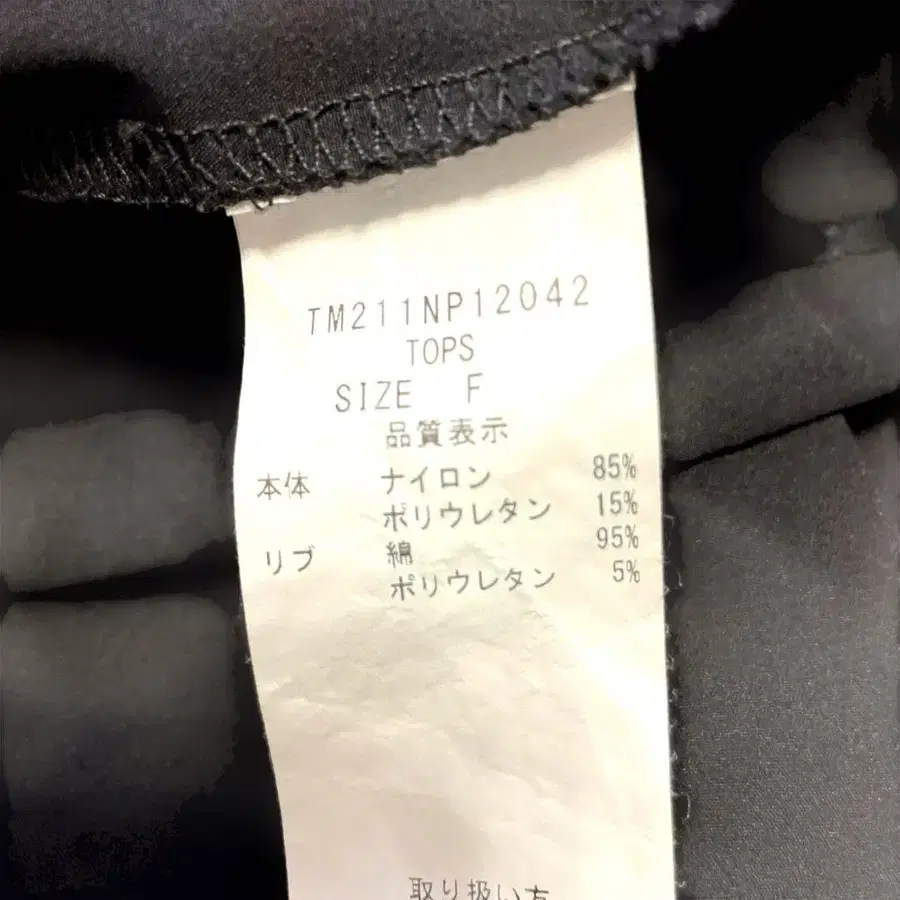 TM211NP12042
TOPS
SIZE F
品質表示
本体 ナイロン 85%
ポリウレタン 15%
リブ 綿 95%
ポリウレタン 5%
取り扱い方